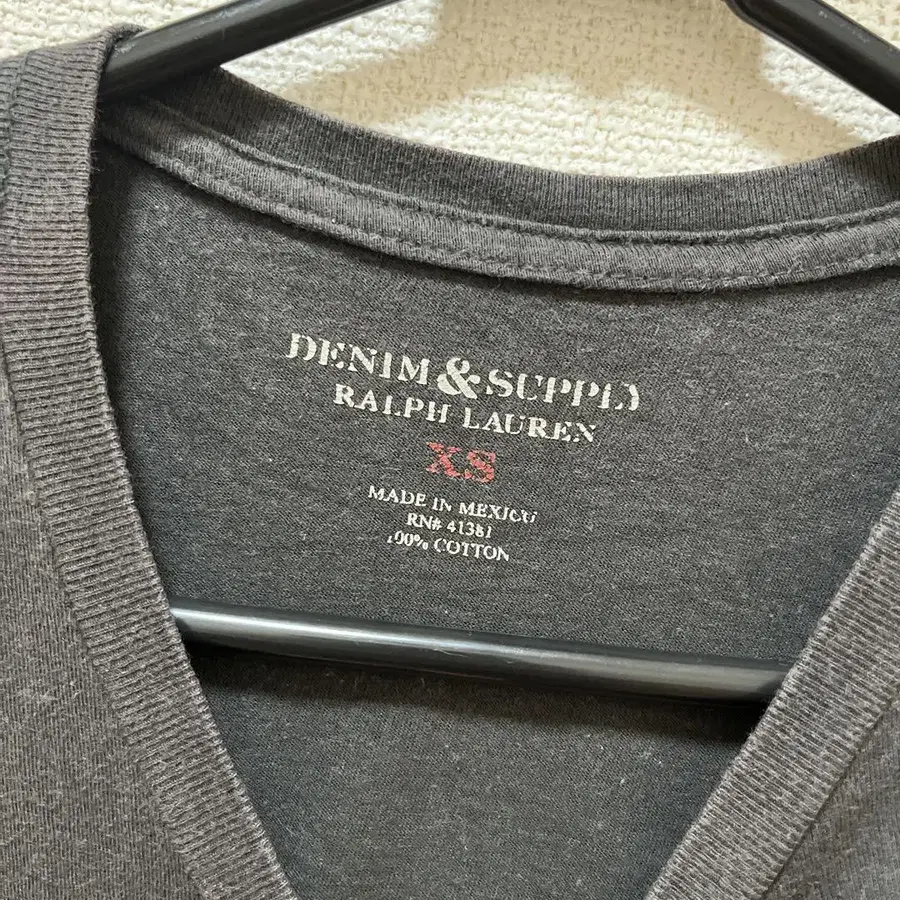 DENIM & SUPPLY
RALPH LAUREN
XS
MADE IN MEXICO
RN# 41381
100% COTTON